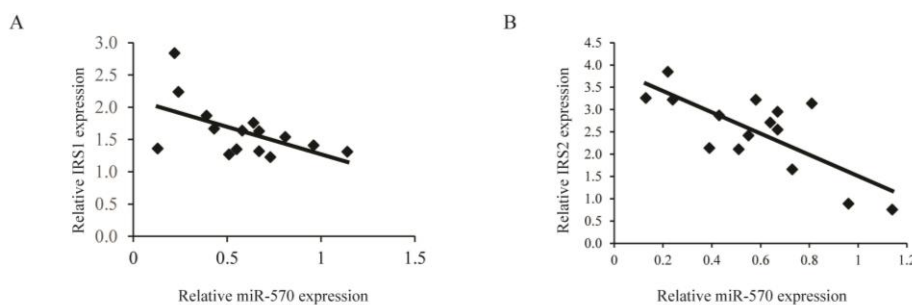 A
3.0
2.5
2.0
1.5
1.0
0.5
0.0
0 0.5 1 1.5
Relative IRS1 expression
Relative miR-570 expression
B
4.5
4.0
3.5
3.0
2.5
2.0
1.5
1.0
0.5
0.0
0 0.2 0.4 0.6 0.8 1 1.2
Relative IRS2 expression
Relative miR-570 expression